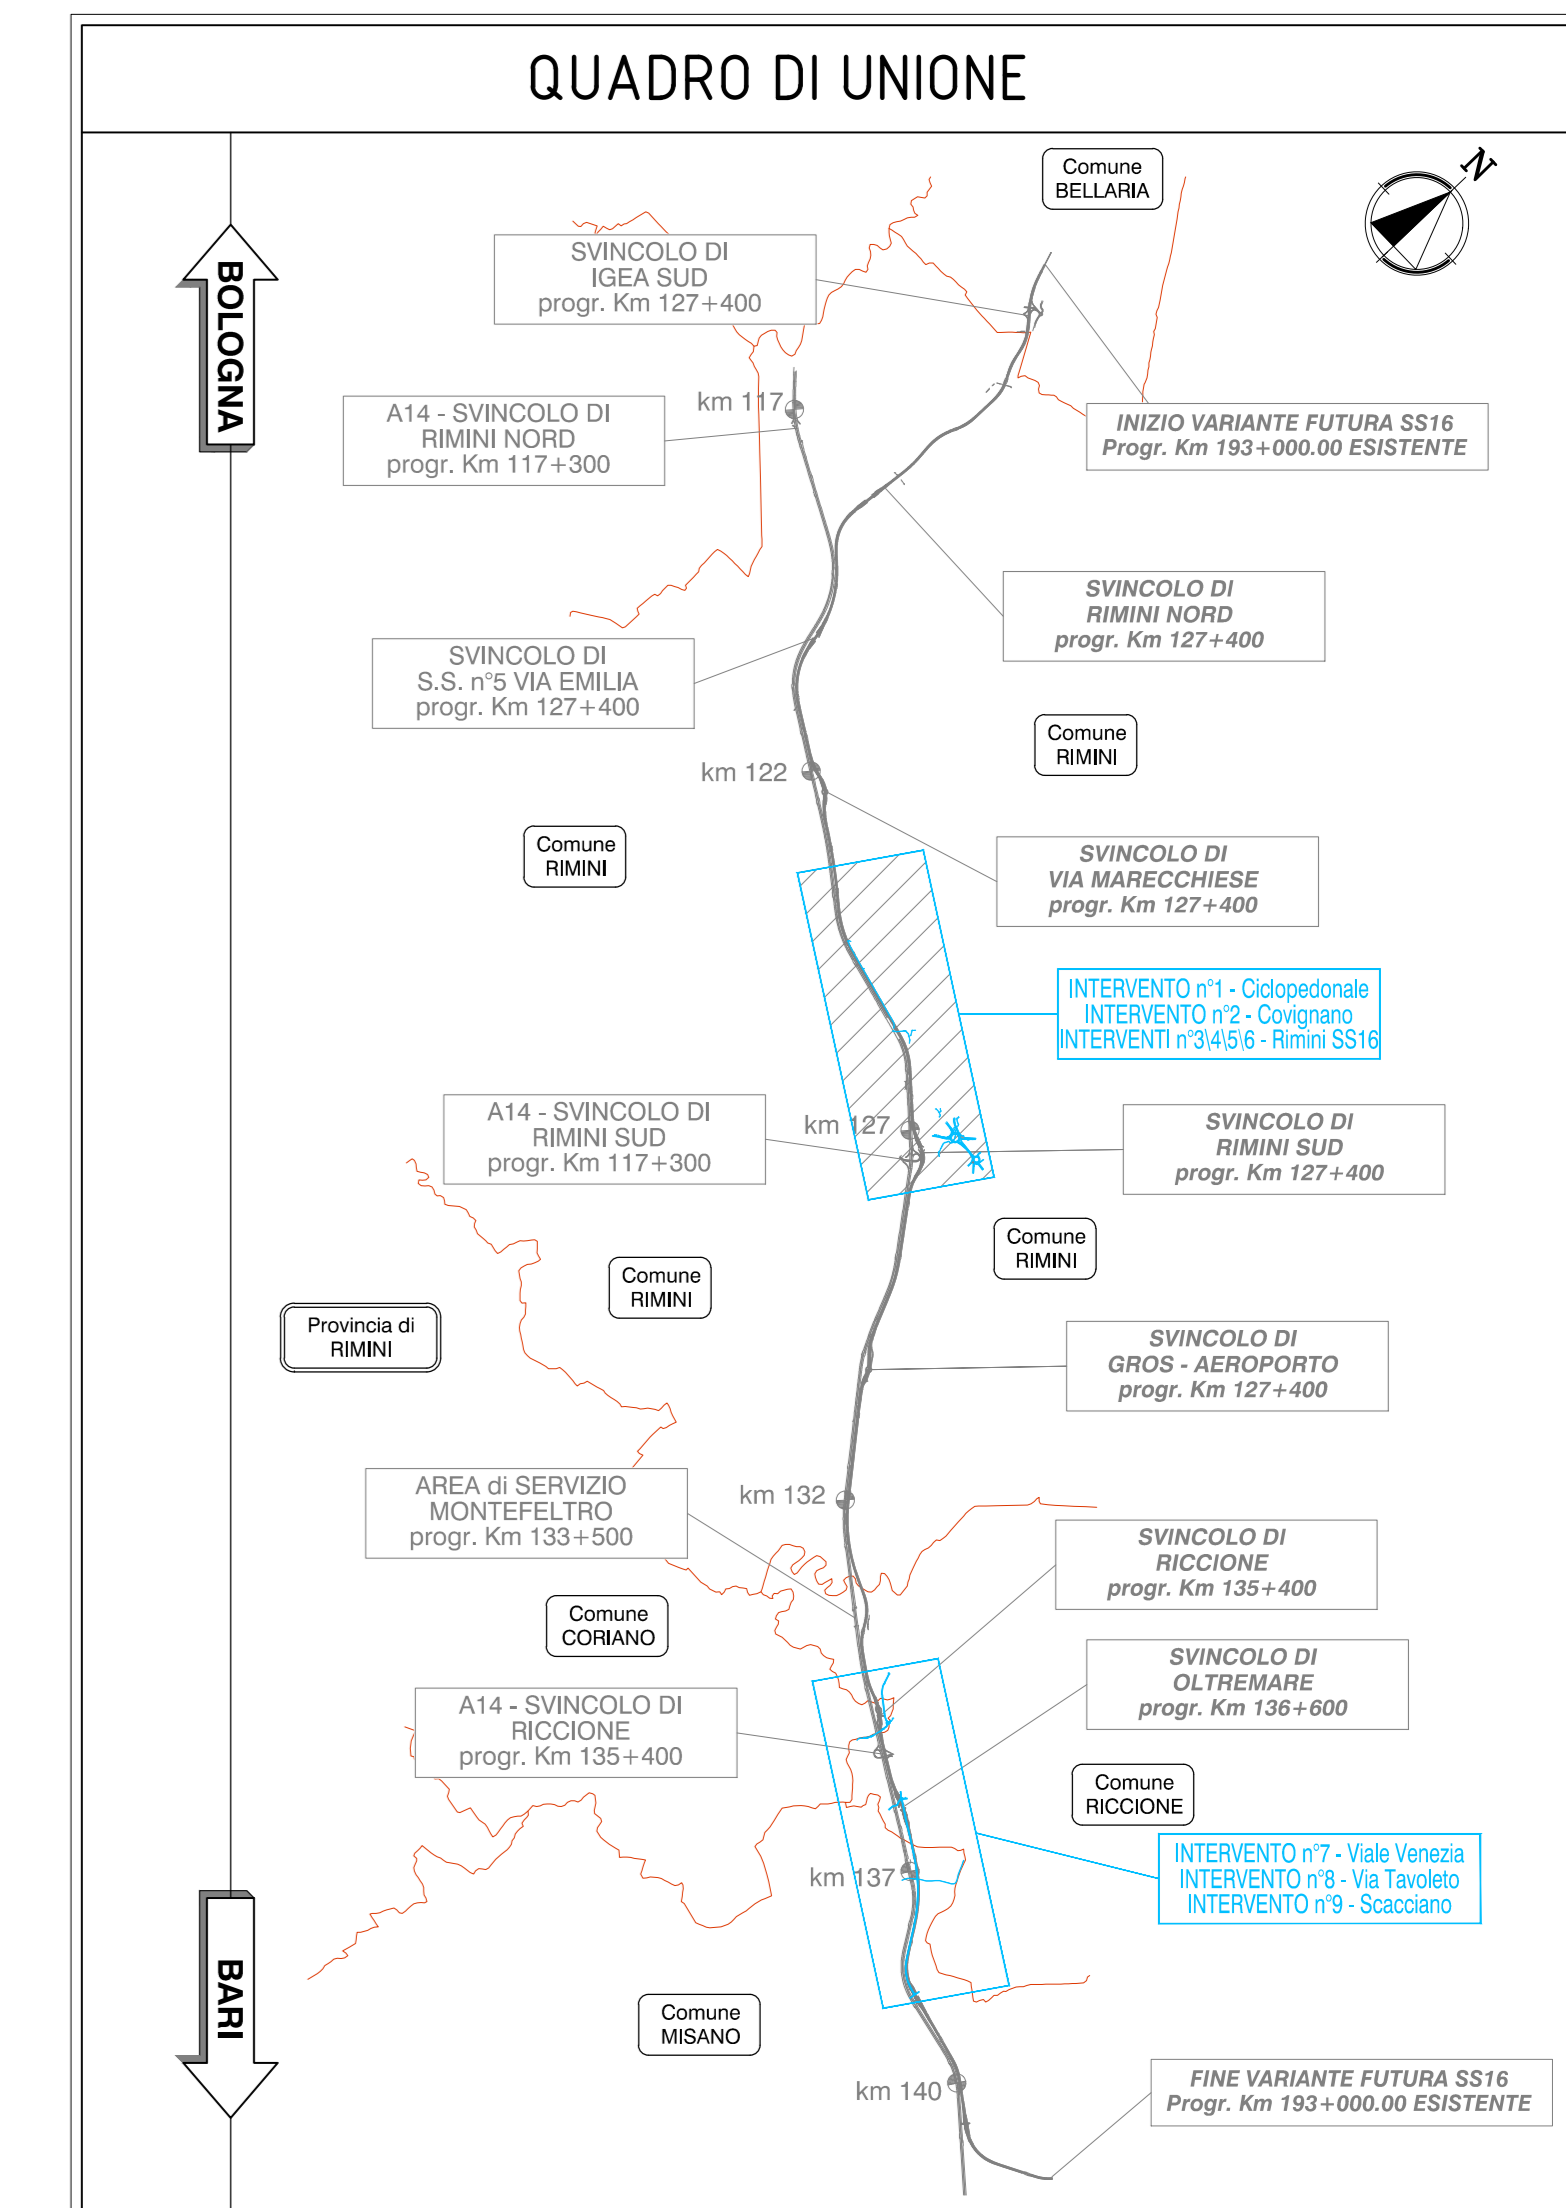 QUADRO DI UNIONE
Comune
BELLARIA
N
BOLOGNA
SVINCOLO DI
IGEA SUD
progr. Km 127+400
km 117
A14 - SVINCOLO DI
RIMINI NORD
progr. Km 117+300
INIZIO VARIANTE FUTURA SS16
Progr. Km 193+000.00 ESISTENTE
SVINCOLO DI
RIMINI NORD
progr. Km 127+400
SVINCOLO DI
S.S. n°5 VIA EMILIA
progr. Km 127+400
Comune
RIMINI
km 122
Comune
RIMINI
SVINCOLO DI
VIA MARECCHIESE
progr. Km 127+400
INTERVENTO n°1 - Ciclopedonale
INTERVENTO n°2 - Covignano
INTERVENTI n°3\4\5\6 - Rimini SS16
A14 - SVINCOLO DI
RIMINI SUD
progr. Km 117+300
km 127
SVINCOLO DI
RIMINI SUD
progr. Km 127+400
Comune
RIMINI
Comune
RIMINI
Provincia di
RIMINI
SVINCOLO DI
GROS - AEROPORTO
progr. Km 127+400
AREA di SERVIZIO
MONTEFELTRO
progr. Km 133+500
km 132
SVINCOLO DI
RICCIONE
progr. Km 135+400
Comune
CORIANO
SVINCOLO DI
OLTREMARE
progr. Km 136+600
A14 - SVINCOLO DI
RICCIONE
progr. Km 135+400
Comune
RICCIONE
km 137
INTERVENTO n°7 - Viale Venezia
INTERVENTO n°8 - Via Tavoleto
INTERVENTO n°9 - Scacciano
BARI
Comune
MISANO
km 140
FINE VARIANTE FUTURA SS16
Progr. Km 193+000.00 ESISTENTE